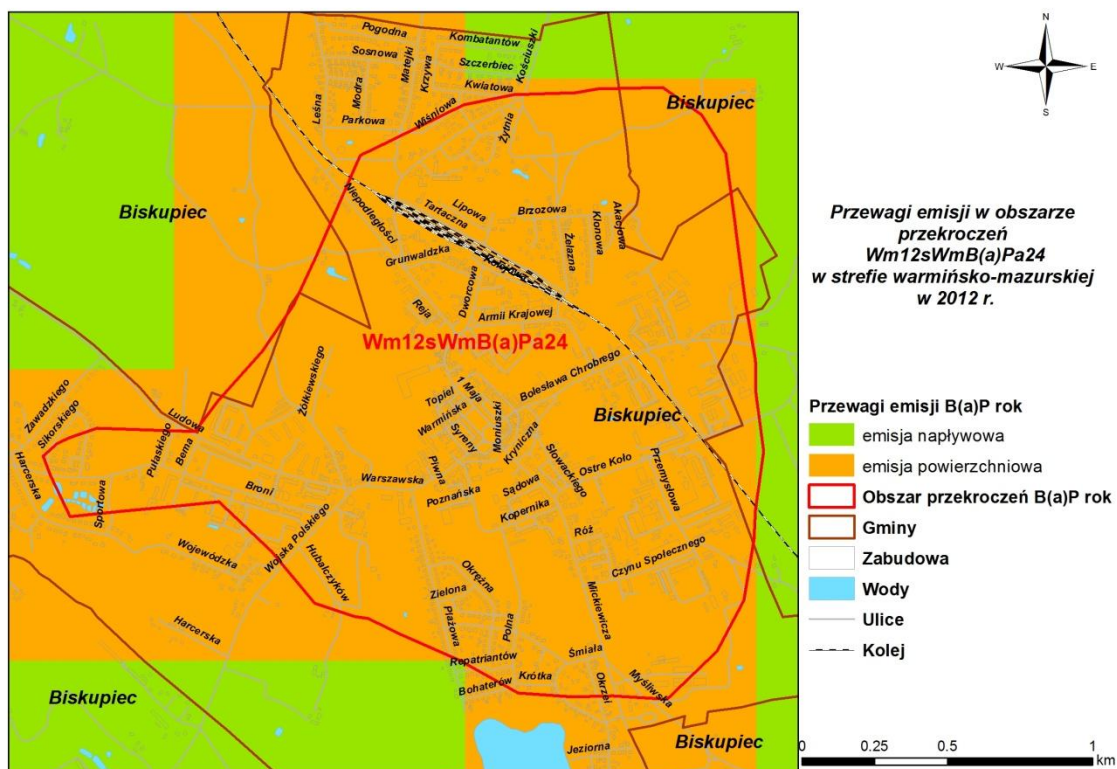 Pogodna
Kombatantów
Sosnowa
Matejki
Krzywa
Szczerbiec
Kościuszki
Kwiatowa
Leśna
Modra
Parkowa
Wiśniowa
Żytnia
Biskupiec
Biskupiec
Niepodległości
Lipowa
Tartaczna
Brzozowa
Klonowa
Akacjowa
Żelazna
Grunwaldzka
Kolejowa
Dworcowa
Reja
Armii Krajowej
Wm12sWmB(a)Pa24
Żółkiewskiego
Bolesława Chrobrego
1 Maja
Topiel
Warmińska
Syreny
Moniuszki
Kryniczna
Biskupiec
Zawadzkiego
Sikorskiego
Harcerska
Ludowa
Pułaskiego
Bema
Sportowa
Broni
Warszawska
Piwna
Poznańska
Sądowa
Kopernika
Słowackiego
Ostre Koło
Przemysłowa
Róż
Czynu Społecznego
Wojewódzka
Wojska Polskiego
Hubalczyków
Harcerska
Okrężna
Zielona
Plażowa
Polna
Mickiewicza
Śmiała
Repatriantów
Krótka
Bohaterów
Okrzei
Myśliwska
Jeziorna
Biskupiec
Biskupiec
N
W
E
S
Przewagi emisji w obszarze
przekroczeń
Wm12sWmB(a)Pa24
w strefie warmińsko-mazurskiej
w 2012 r.
Przewagi emisji B(a)P rok
emisja napływowa
emisja powierzchniowa
Obszar przekroczeń B(a)P rok
Gminy
Zabudowa
Wody
Ulice
Kolej
0 0.25 0.5 1
km